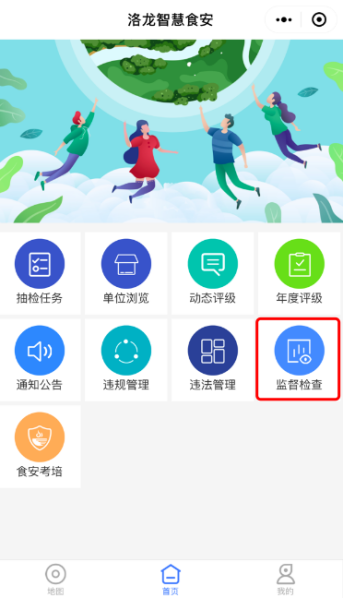 洛龙智慧食安
抽检任务
单位浏览
动态评级
年度评级
通知公告
违规管理
违法管理
监督检查
食安考培
地图
首页
我的